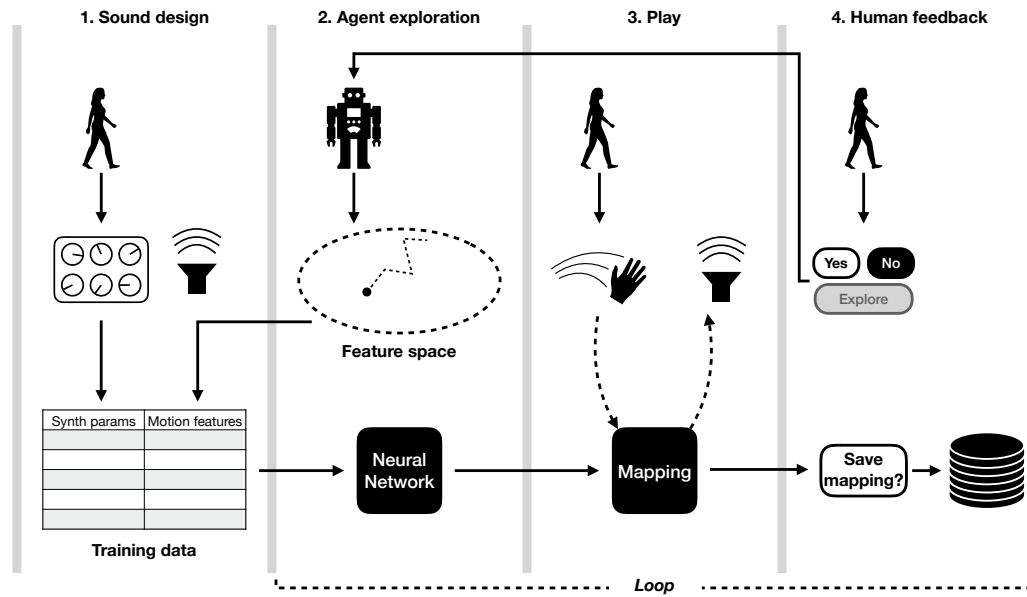 1. Sound design
2. Agent exploration
3. Play
4. Human feedback
Yes
No
Explore
Feature space
Synth params
Motion features
Neural
Network
Mapping
Save
mapping?
Training data
Loop